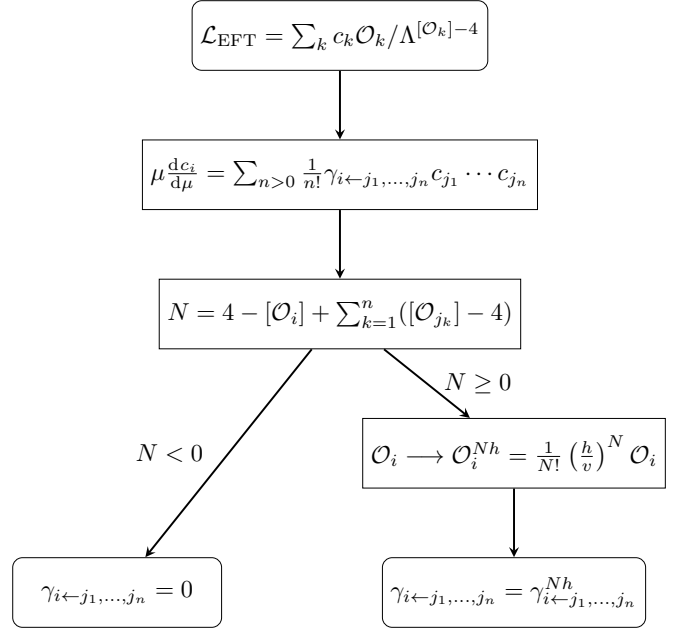 $\mathcal{L}_{\mathrm{EFT}} = \sum_k c_k \mathcal{O}_k / \Lambda^{[\mathcal{O}_k]-4}$
$\mu \frac{\mathrm{d}c_i}{\mathrm{d}\mu} = \sum_{n>0} \frac{1}{n!} \gamma_{i \leftarrow j_1,\ldots,j_n} c_{j_1} \cdots c_{j_n}$
$N = 4 - [\mathcal{O}_i] + \sum_{k=1}^{n} ([\mathcal{O}_{j_k}] - 4)$
$N \geq 0$
$N < 0$
$\mathcal{O}_i \longrightarrow \mathcal{O}_i^{Nh} = \frac{1}{N!} \left( \frac{h}{v} \right)^N \mathcal{O}_i$
$\gamma_{i \leftarrow j_1,\ldots,j_n} = 0$
$\gamma_{i \leftarrow j_1,\ldots,j_n} = \gamma_{i \leftarrow j_1,\ldots,j_n}^{Nh}$